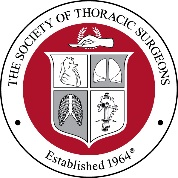 THE SOCIETY OF THORACIC SURGEONS
Established 1964®